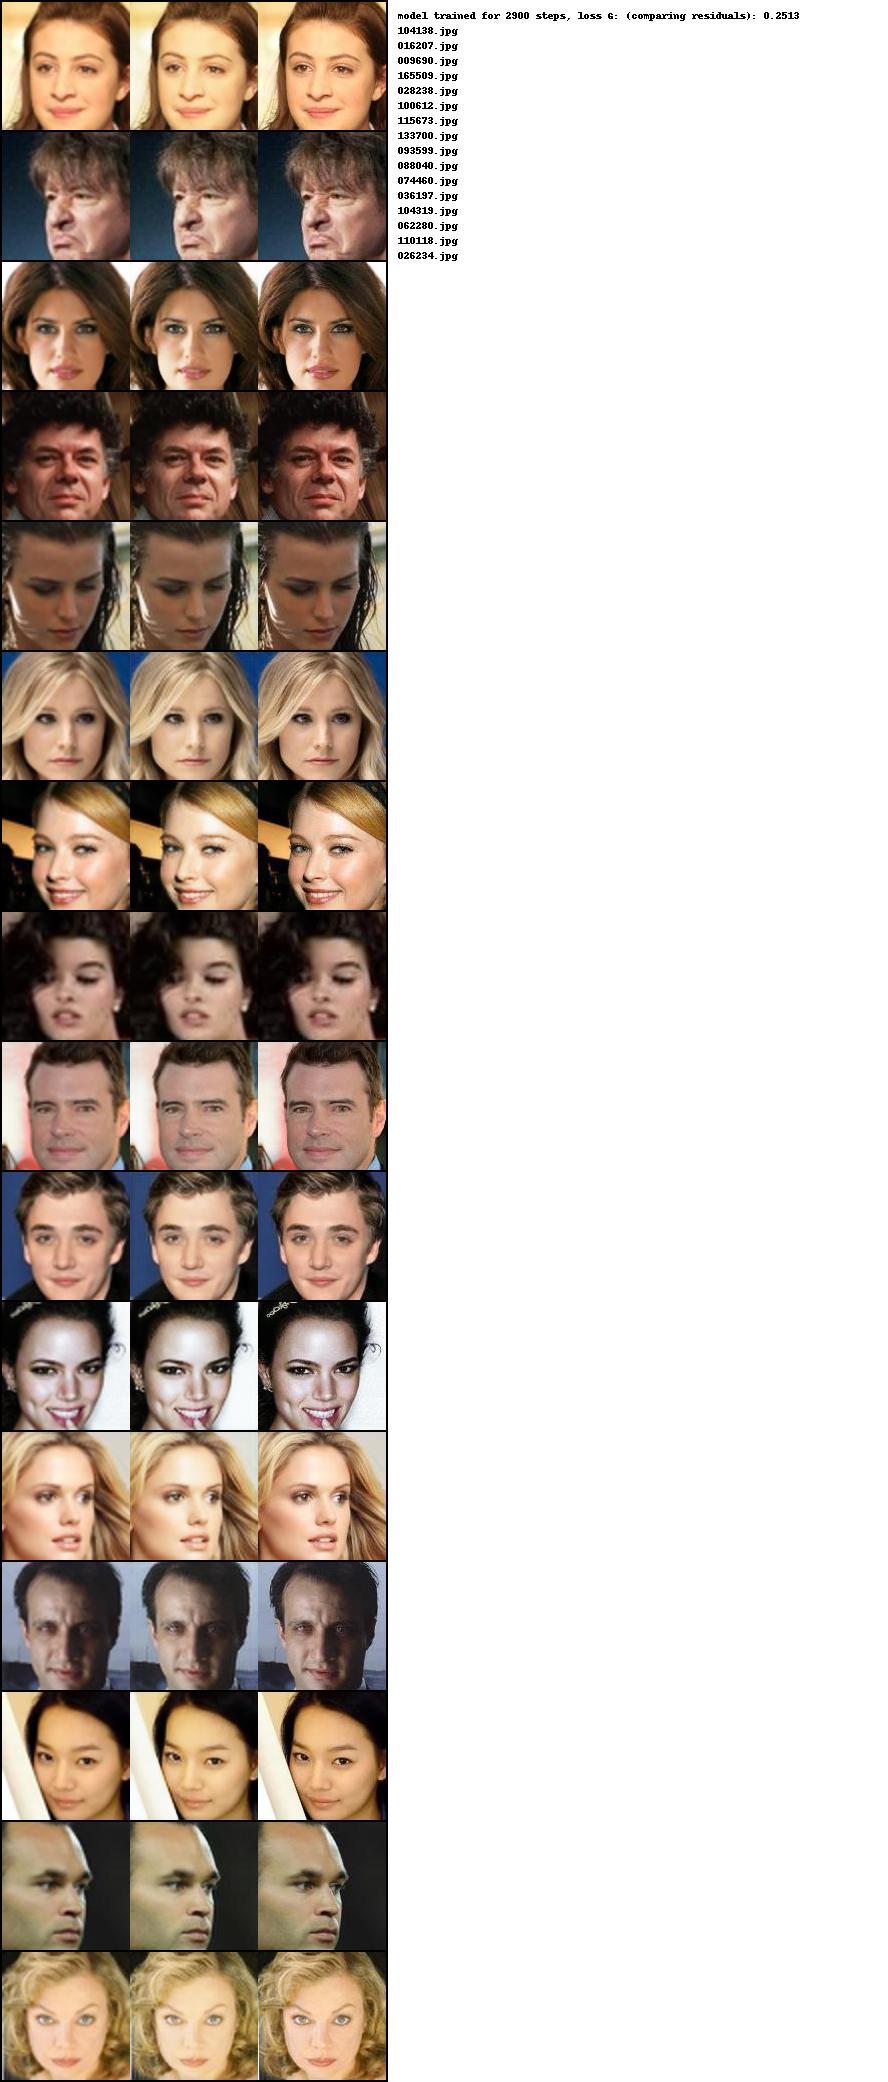 model trained for 2900 steps, loss G: (comparing residuals): 0.2513
104138.jpg
016207.jpg
009690.jpg
165509.jpg
028238.jpg
100612.jpg
115673.jpg
133700.jpg
093599.jpg
088040.jpg
074460.jpg
036197.jpg
104319.jpg
062280.jpg
110118.jpg
026234.jpg